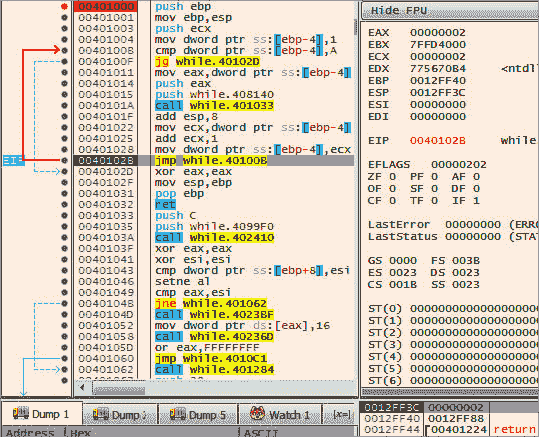 Hide FPU
EIP
00401000 push ebp
00401001 mov ebp,esp
00401003 push ecx
00401004 mov dword ptr ss:[ebp-4],1
0040100B cmp dword ptr ss:[ebp-4],A
0040100F jg while.40102D
00401011 mov eax,dword ptr ss:[ebp-4]
00401014 push eax
00401015 push while.408140
0040101A call while.401033
0040101F add esp,8
00401022 mov ecx,dword ptr ss:[ebp-4]
00401025 add ecx,1
00401028 mov dword ptr ss:[ebp-4],ecx
0040102B jmp while.40100B
0040102D xor eax,eax
0040102F mov esp,ebp
00401031 pop ebp
00401032 ret
00401033 push C
00401035 push while.4099F0
0040103A call while.402410
0040103F xor eax,eax
00401041 xor esi,esi
00401043 cmp dword ptr ss:[ebp+8],esi
00401046 setne al
00401049 cmp eax,esi
0040104B jne while.401062
0040104D call while.4023BF
00401052 mov dword ptr ds:[eax],16
00401058 call while.40236D
0040105D or eax,FFFFFFFF
00401060 jmp while.4010C1
00401062 call while.401284
EAX 00000002
EBX 7FFD4000
ECX 00000002
EDX 775670B4 <ntdll
EBP 0012FF40
ESP 0012FF3C
ESI 00000000
EDI 00000000
EIP 0040102B while
EFLAGS 00000202
ZF 0 PF 0 AF 0
OF 0 SF 0 DF 0
CF 0 TF 0 IF 1
LastError 00000000 (ERRO
LastStatus 00000000 (STAT
GS 0000 FS 003B
ES 0023 DS 0023
CS 001B SS 0023
ST(0) 0000000000000
ST(1) 0000000000000
ST(2) 0000000000000
ST(3) 0000000000000
ST(4) 0000000000000
ST(5) 0000000000000
ST(6) 0000000000000
Dump 1 Dump Dump 5 Watch 1 [x=]
Address Hex ASCII
0012FF3C 00000002
0012FF40 0012FF88
0012FF44 00401224 return